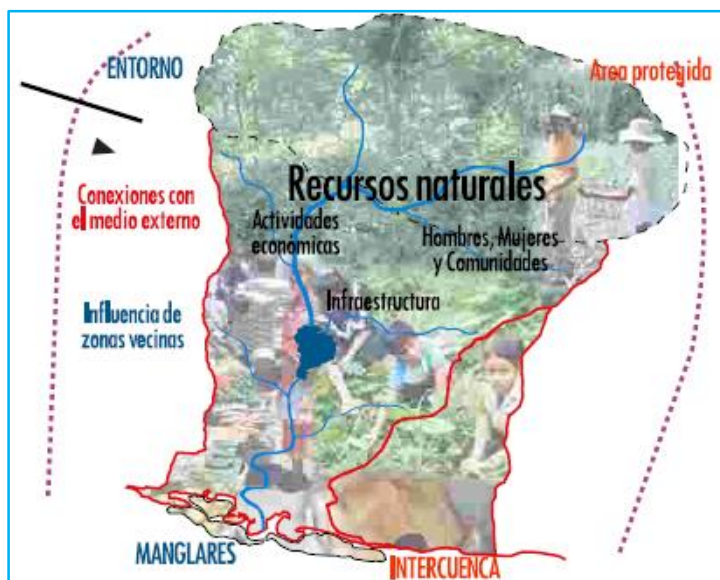 ENTORNO
Area protegida
Recursos naturales
Conexiones con
el medio externo
Actividades
económicas
Hombres, Mujeres
y Comunidades
Infraestructura
Influencia de
zonas vecinas
MANGLARES
INTERCUENCA